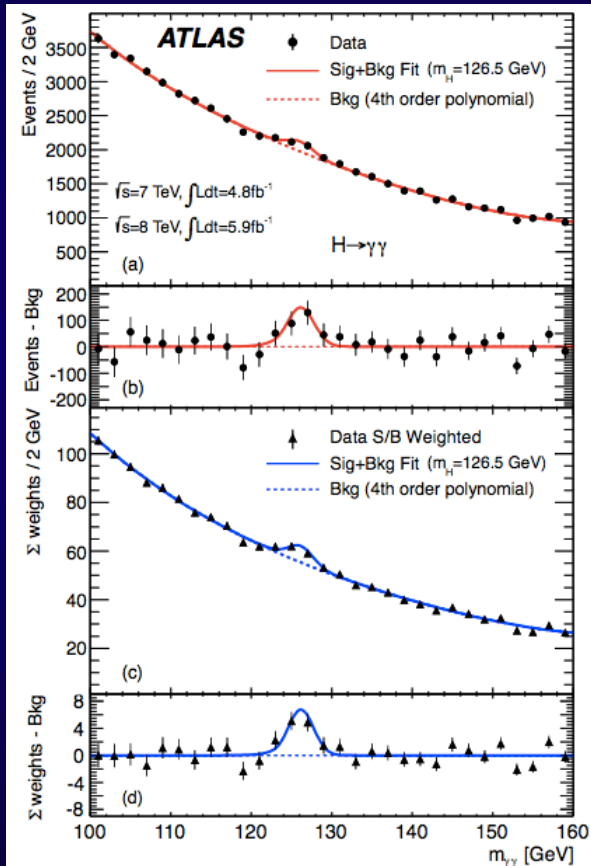 ATLAS
Data
Sig+Bkg Fit (mH=126.5 GeV)
Bkg (4th order polynomial)
Events / 2 GeV
3500
3000
2500
2000
1500
1000
500
√s=7 TeV, ∫Ldt=4.8fb⁻¹
√s=8 TeV, ∫Ldt=5.9fb⁻¹
H→γγ
(a)
Events - Bkg
200
100
0
-100
-200
(b)
Data S/B Weighted
Sig+Bkg Fit (mH=126.5 GeV)
Bkg (4th order polynomial)
Σ weights / 2 GeV
100
80
60
40
20
(c)
Σ weights - Bkg
8
4
0
-4
-8
(d)
100 110 120 130 140 150 160
mγγ [GeV]